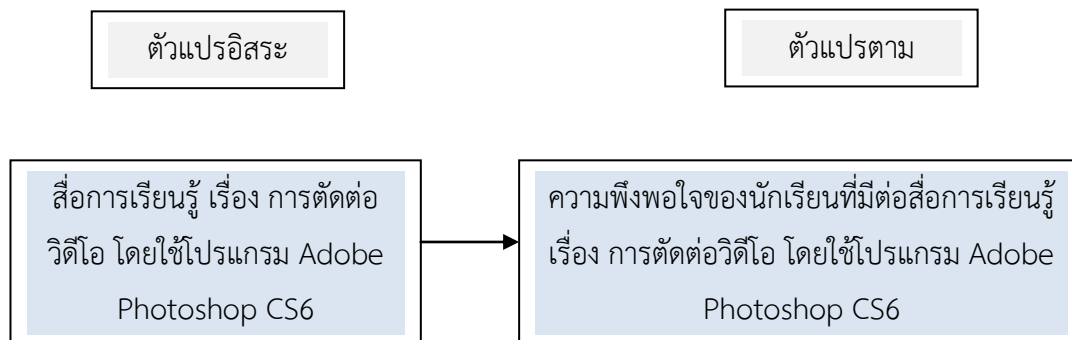 ตัวแปรอิสระ
ตัวแปรตาม
สื่อการเรียนรู้ เรื่อง การตัดต่อ
วิดีโอ โดยใช้โปรแกรม Adobe
Photoshop CS6
ความพึงพอใจของนักเรียนที่มีต่อสื่อการเรียนรู้
เรื่อง การตัดต่อวิดีโอ โดยใช้โปรแกรม Adobe
Photoshop CS6